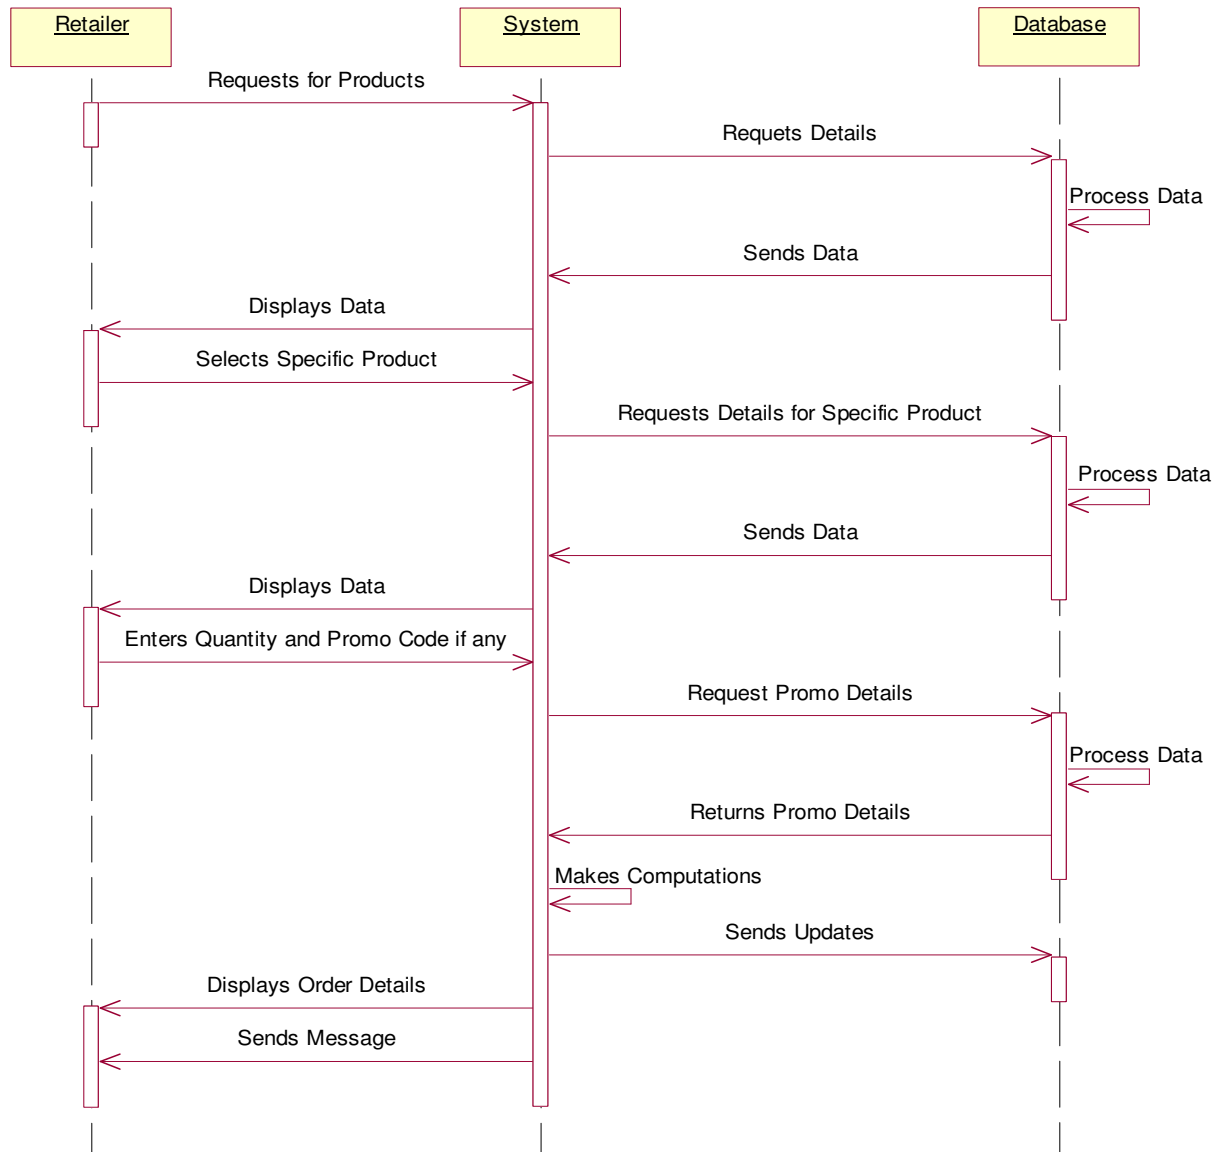 Retailer
System
Database
Requests for Products
Requets Details
Process Data
Sends Data
Displays Data
Selects Specific Product
Requests Details for Specific Product
Process Data
Sends Data
Displays Data
Enters Quantity and Promo Code if any
Request Promo Details
Process Data
Returns Promo Details
Makes Computations
Sends Updates
Displays Order Details
Sends Message